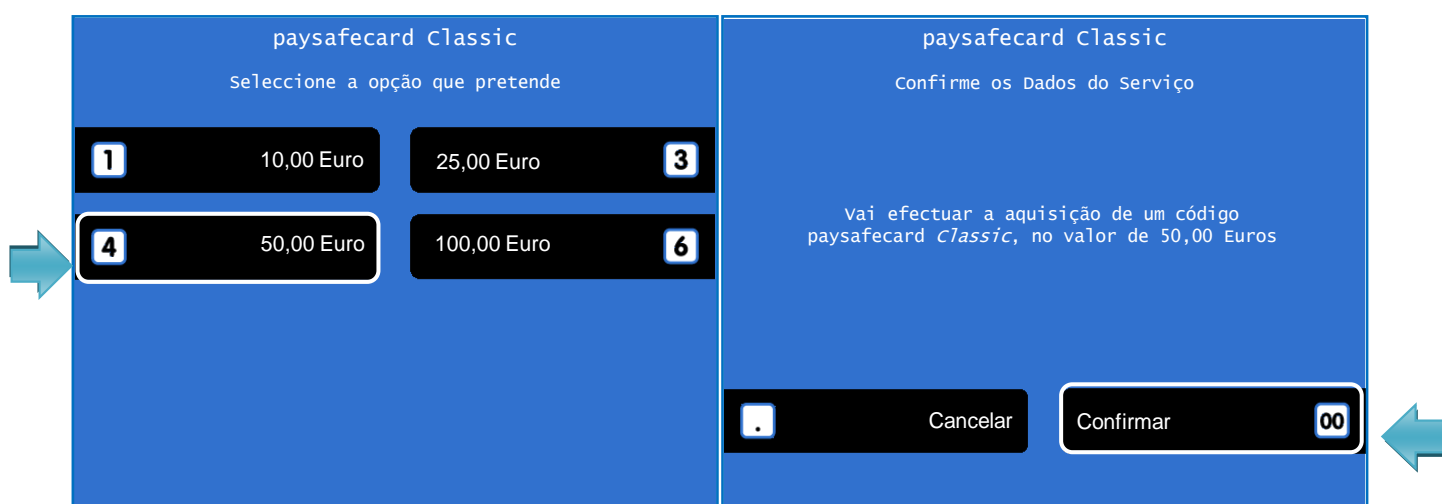 paysafecard Classic
Seleccione a opção que pretende
1 10,00 Euro
25,00 Euro 3
4 50,00 Euro
100,00 Euro 6
paysafecard Classic
Confirme os Dados do Serviço
Vai efectuar a aquisição de um código
paysafecard Classic, no valor de 50,00 Euros
. Cancelar
Confirmar 00